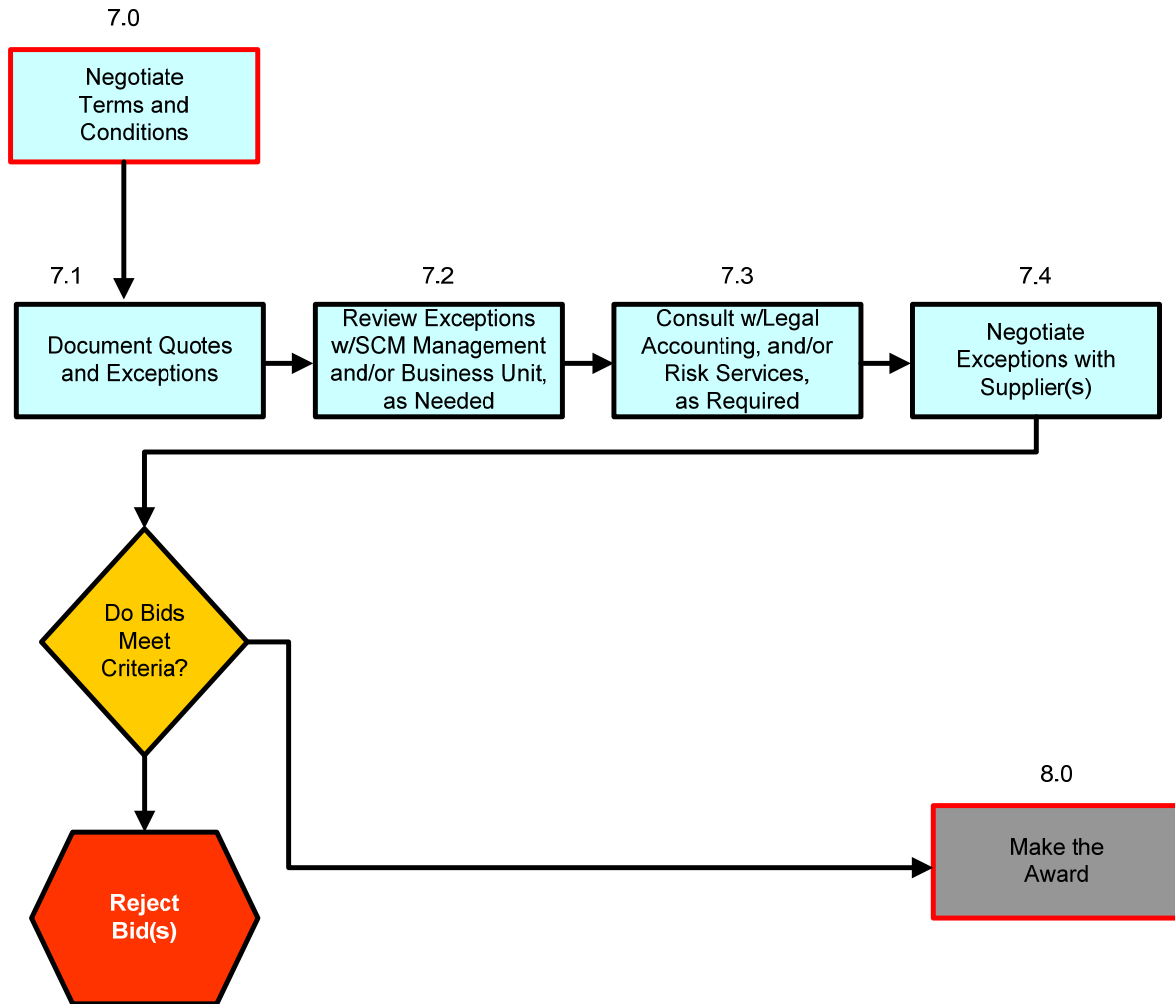 7.0
Negotiate
Terms and
Conditions
7.1
Document Quotes
and Exceptions
7.2
Review Exceptions
w/SCM Management
and/or Business Unit,
as Needed
7.3
Consult w/Legal
Accounting, and/or
Risk Services,
as Required
7.4
Negotiate
Exceptions with
Supplier(s)
Do Bids
Meet
Criteria?
8.0
Make the
Award
Reject
Bid(s)